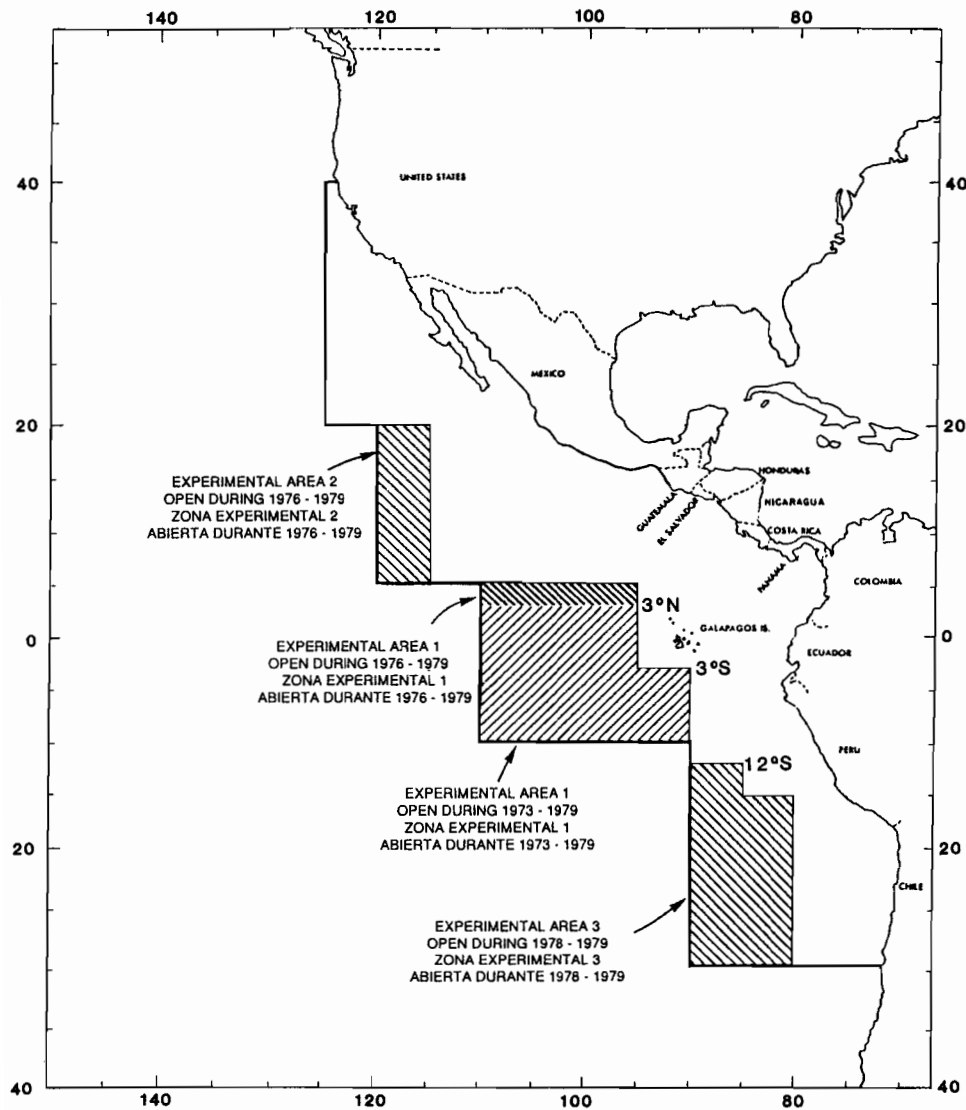 140
120
100
80
40
40
UNITED STATES
MEXICO
20
20
EXPERIMENTAL AREA 2
OPEN DURING 1976 - 1979
ZONA EXPERIMENTAL 2
ABIERTA DURANTE 1976 - 1979
HONDURAS
NICARAGUA
GUATEMALA
EL SALVADOR
COSTA RICA
PANAMA
COLOMBIA
3°N
GALAPAGOS IS.
0
0
ECUADOR
EXPERIMENTAL AREA 1
OPEN DURING 1976 - 1979
ZONA EXPERIMENTAL 1
ABIERTA DURANTE 1976 - 1979
3°S
PERU
12°S
EXPERIMENTAL AREA 1
OPEN DURING 1973 - 1979
ZONA EXPERIMENTAL 1
ABIERTA DURANTE 1973 - 1979
20
20
CHILE
EXPERIMENTAL AREA 3
OPEN DURING 1978 - 1979
ZONA EXPERIMENTAL 3
ABIERTA DURANTE 1978 - 1979
40
40
120
100
80